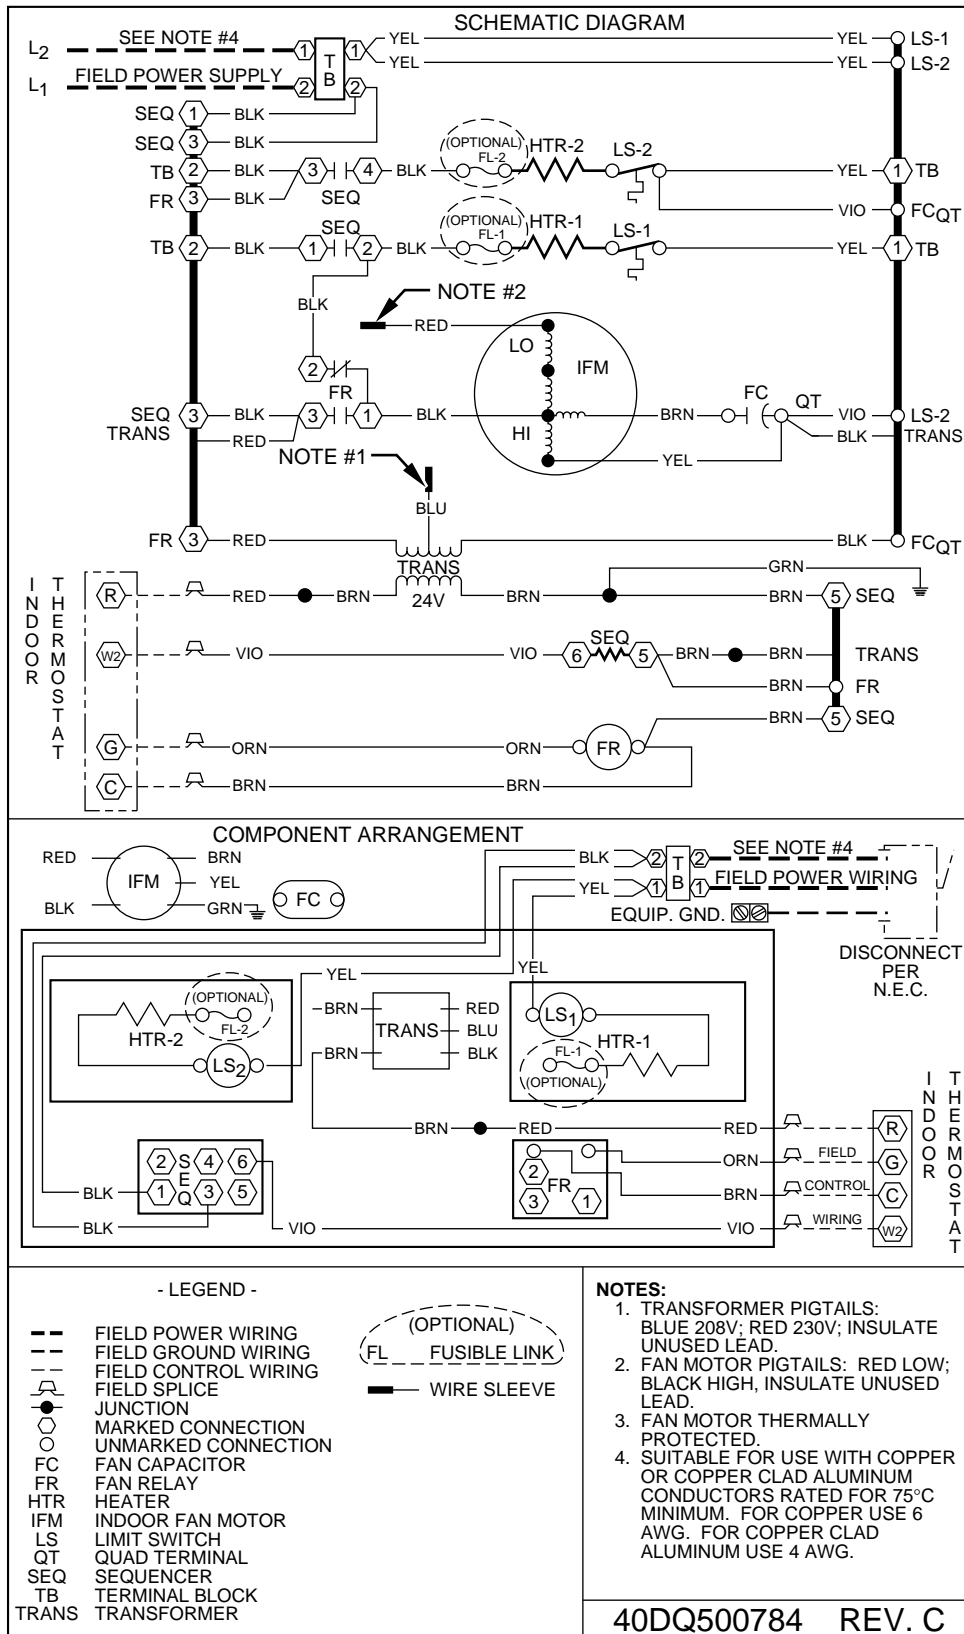 SCHEMATIC DIAGRAM
L2 SEE NOTE #4 1 TB 1 YEL YEL LS-1
YEL YEL LS-2
L1 FIELD POWER SUPPLY 2 2
SEQ 1 BLK
SEQ 3 BLK
(OPTIONAL) FL-2 HTR-2 LS-2
TB 2 BLK 3 4 BLK YEL 1 TB
FR 3 BLK SEQ VIO FCQT
SEQ (OPTIONAL) FL-1 HTR-1 LS-1
TB 2 BLK 1 2 BLK YEL 1 TB
BLK NOTE #2
RED LO IFM
2 FR
SEQ 3 BLK 3 1 BLK BRN FC QT VIO LS-2
TRANS RED HI BLK TRANS
NOTE #1 YEL
BLU
FR 3 RED BLK FCQT
TRANS
24V
GRN
INDOOR THERMOSTAT
R RED BRN BRN BRN 5 SEQ
W2 VIO VIO 6 SEQ 5 BRN BRN TRANS
BRN FR
BRN 5 SEQ
G ORN ORN FR
C BRN BRN
COMPONENT ARRANGEMENT
RED IFM BRN
YEL
BLK GRN
FC
BLK 2 TB 2 SEE NOTE #4
YEL 1 1 FIELD POWER WIRING
EQUIP. GND.
DISCONNECT
PER
N.E.C.
YEL YEL
(OPTIONAL)
FL-2
HTR-2
LS2
BRN TRANS RED
BLU
BRN BLK
LS1
FL-1 HTR-1
(OPTIONAL)
INDOOR THERMOSTAT
BRN RED RED R
ORN FIELD G
BRN CONTROL C
VIO VIO WIRING W2
2 SEQ 4 6
1 3 5
BLK
BLK
2 FR
3 1
- LEGEND -
FIELD POWER WIRING
FIELD GROUND WIRING
FIELD CONTROL WIRING
FIELD SPLICE
JUNCTION
MARKED CONNECTION
UNMARKED CONNECTION
FC FAN CAPACITOR
FR FAN RELAY
HTR HEATER
IFM INDOOR FAN MOTOR
LS LIMIT SWITCH
QT QUAD TERMINAL
SEQ SEQUENCER
TB TERMINAL BLOCK
TRANS TRANSFORMER
(OPTIONAL)
FL FUSIBLE LINK
WIRE SLEEVE
NOTES:
1. TRANSFORMER PIGTAILS:
BLUE 208V; RED 230V; INSULATE
UNUSED LEAD.
2. FAN MOTOR PIGTAILS: RED LOW;
BLACK HIGH, INSULATE UNUSED
LEAD.
3. FAN MOTOR THERMALLY
PROTECTED.
4. SUITABLE FOR USE WITH COPPER
OR COPPER CLAD ALUMINUM
CONDUCTORS RATED FOR 75°C
MINIMUM. FOR COPPER USE 6
AWG. FOR COPPER CLAD
ALUMINUM USE 4 AWG.
40DQ500784 REV. C